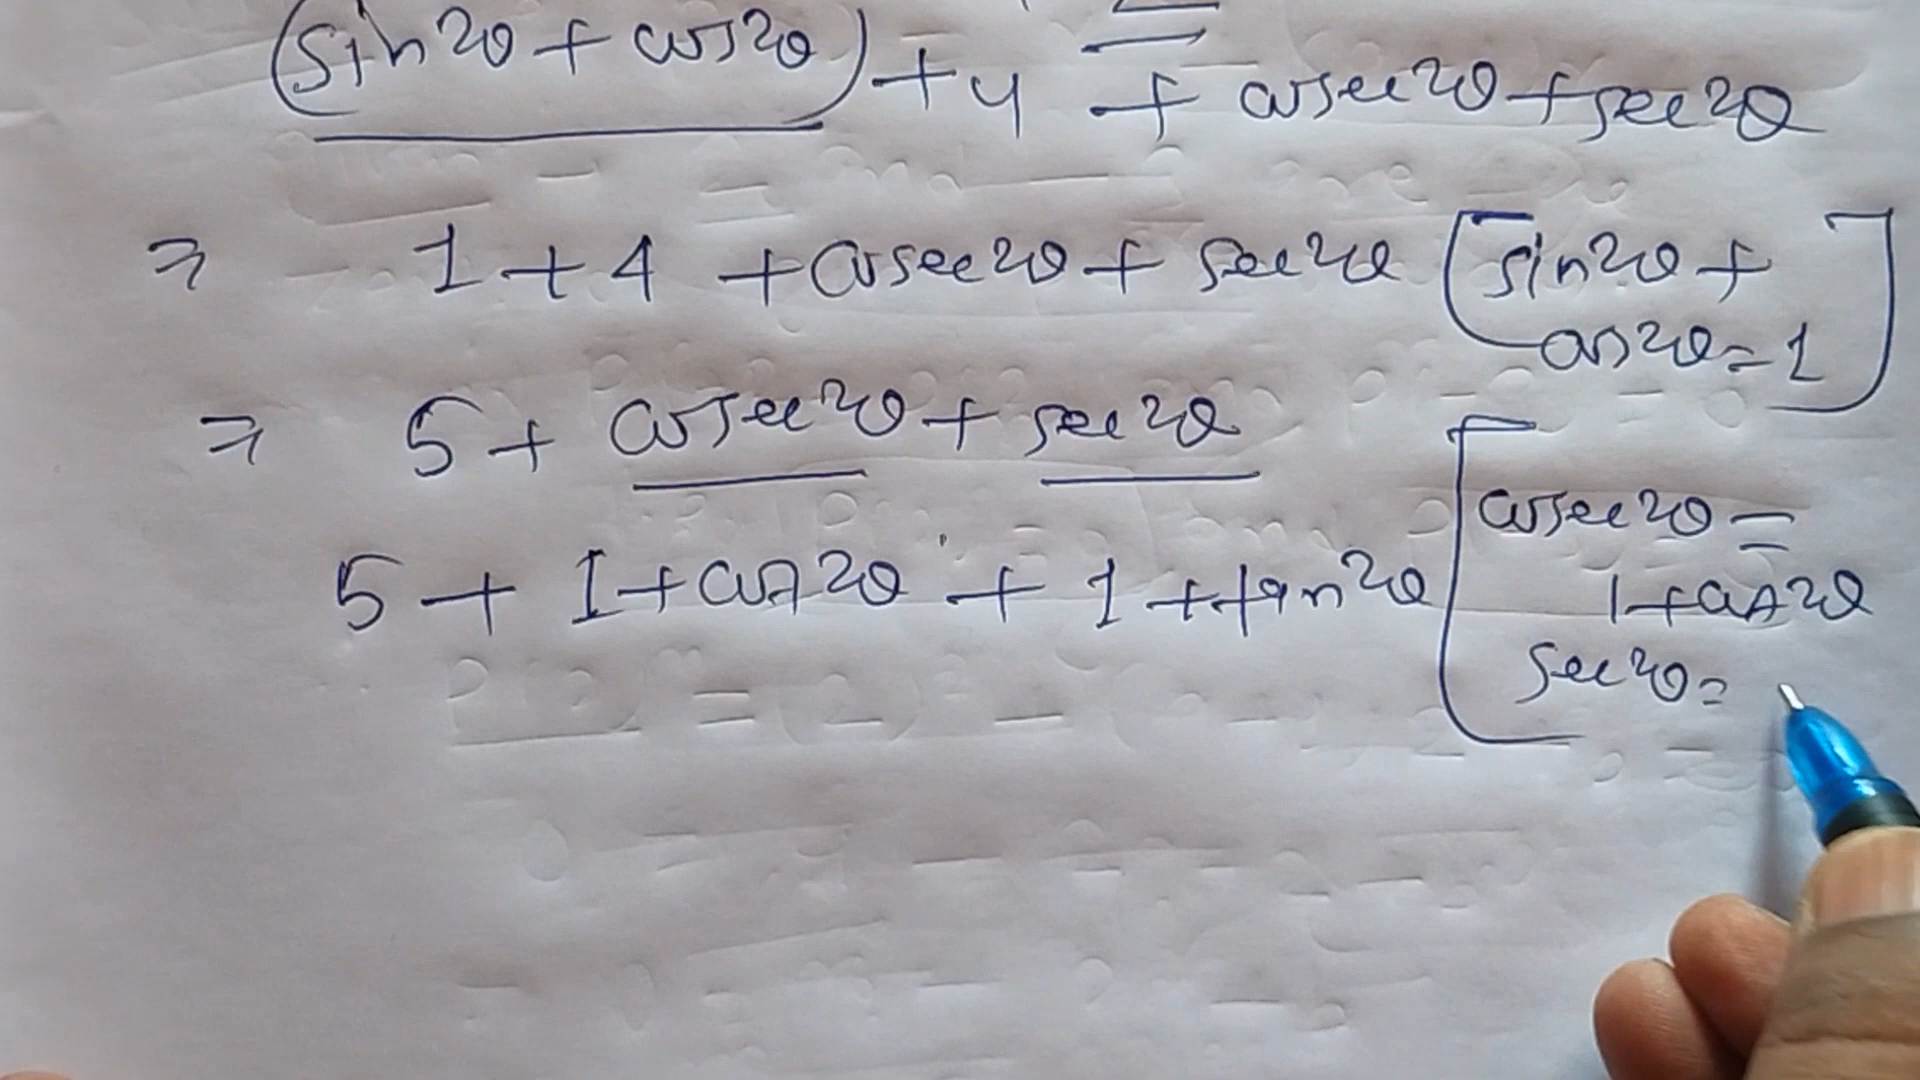 (sin²θ + cos²θ) + 4 + cosec²θ + sec²θ
⇒ 1 + 4 + cosec²θ + sec²θ [sin²θ +
cos²θ = 1]
⇒ 5 + cosec²θ + sec²θ
[cosec²θ =
5 + 1 + cot²θ + 1 + tan²θ
1 + cot²θ
sec²θ =